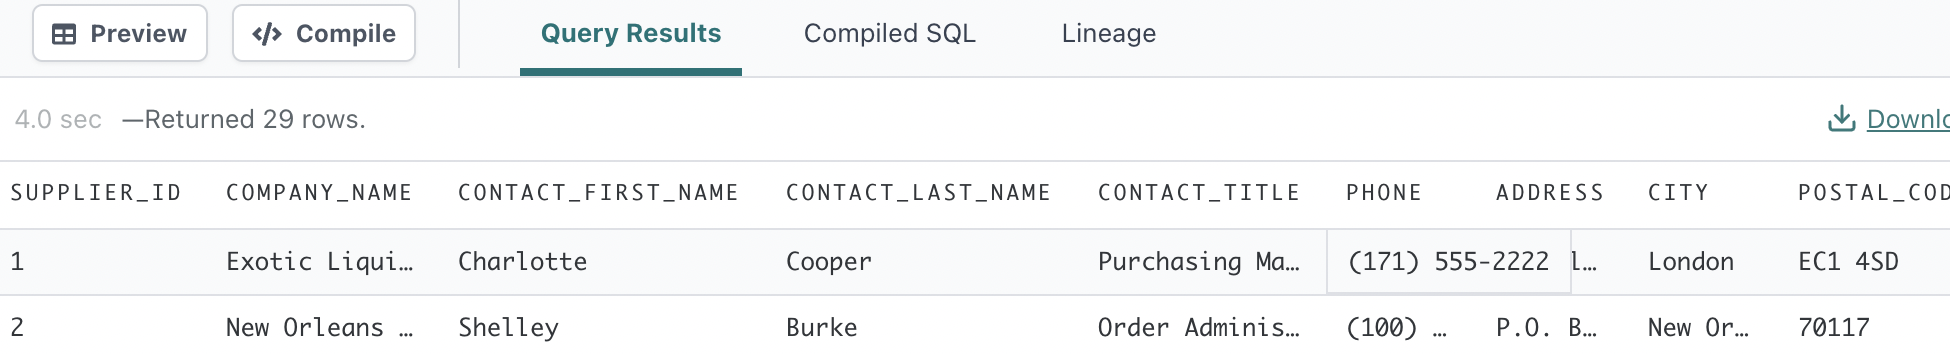 Preview Compile Query Results Compiled SQL Lineage
4.0 sec —Returned 29 rows. Downlo
SUPPLIER_ID COMPANY_NAME CONTACT_FIRST_NAME CONTACT_LAST_NAME CONTACT_TITLE PHONE ADDRESS CITY POSTAL_COD
1 Exotic Liqui… Charlotte Cooper Purchasing Ma… (171) 555-2222 l… London EC1 4SD
2 New Orleans … Shelley Burke Order Adminis… (100) … P.O. B… New Or… 70117